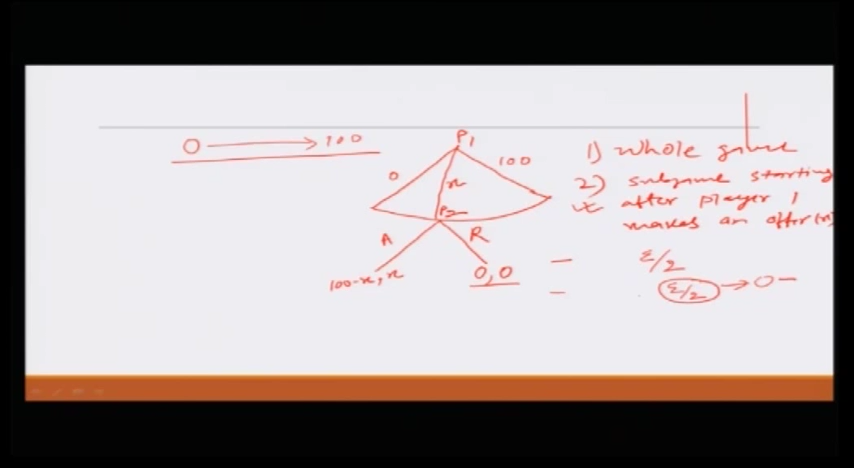 0 → 100
P1
0
x
100
P2
A
R
100-x, x
0,0
1) whole game
2) subgame starting
after player 1
makes an offer (x)
ε/2
ε/2 → 0